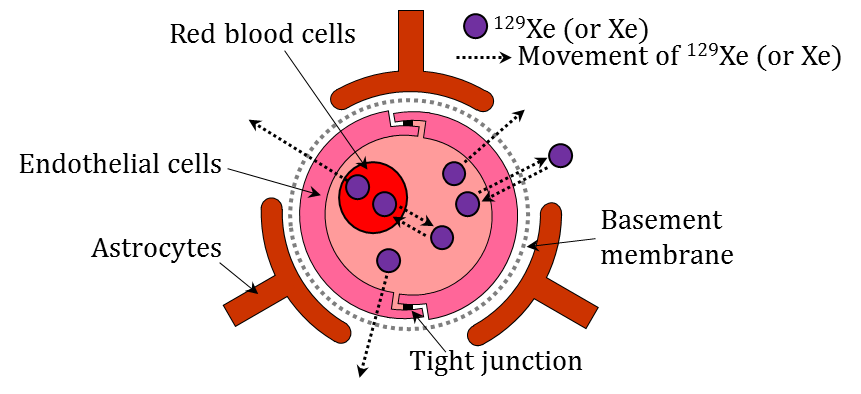 Red blood cells
¹²⁹Xe (or Xe)
Movement of ¹²⁹Xe (or Xe)
Endothelial cells
Astrocytes
Basement
membrane
Tight junction